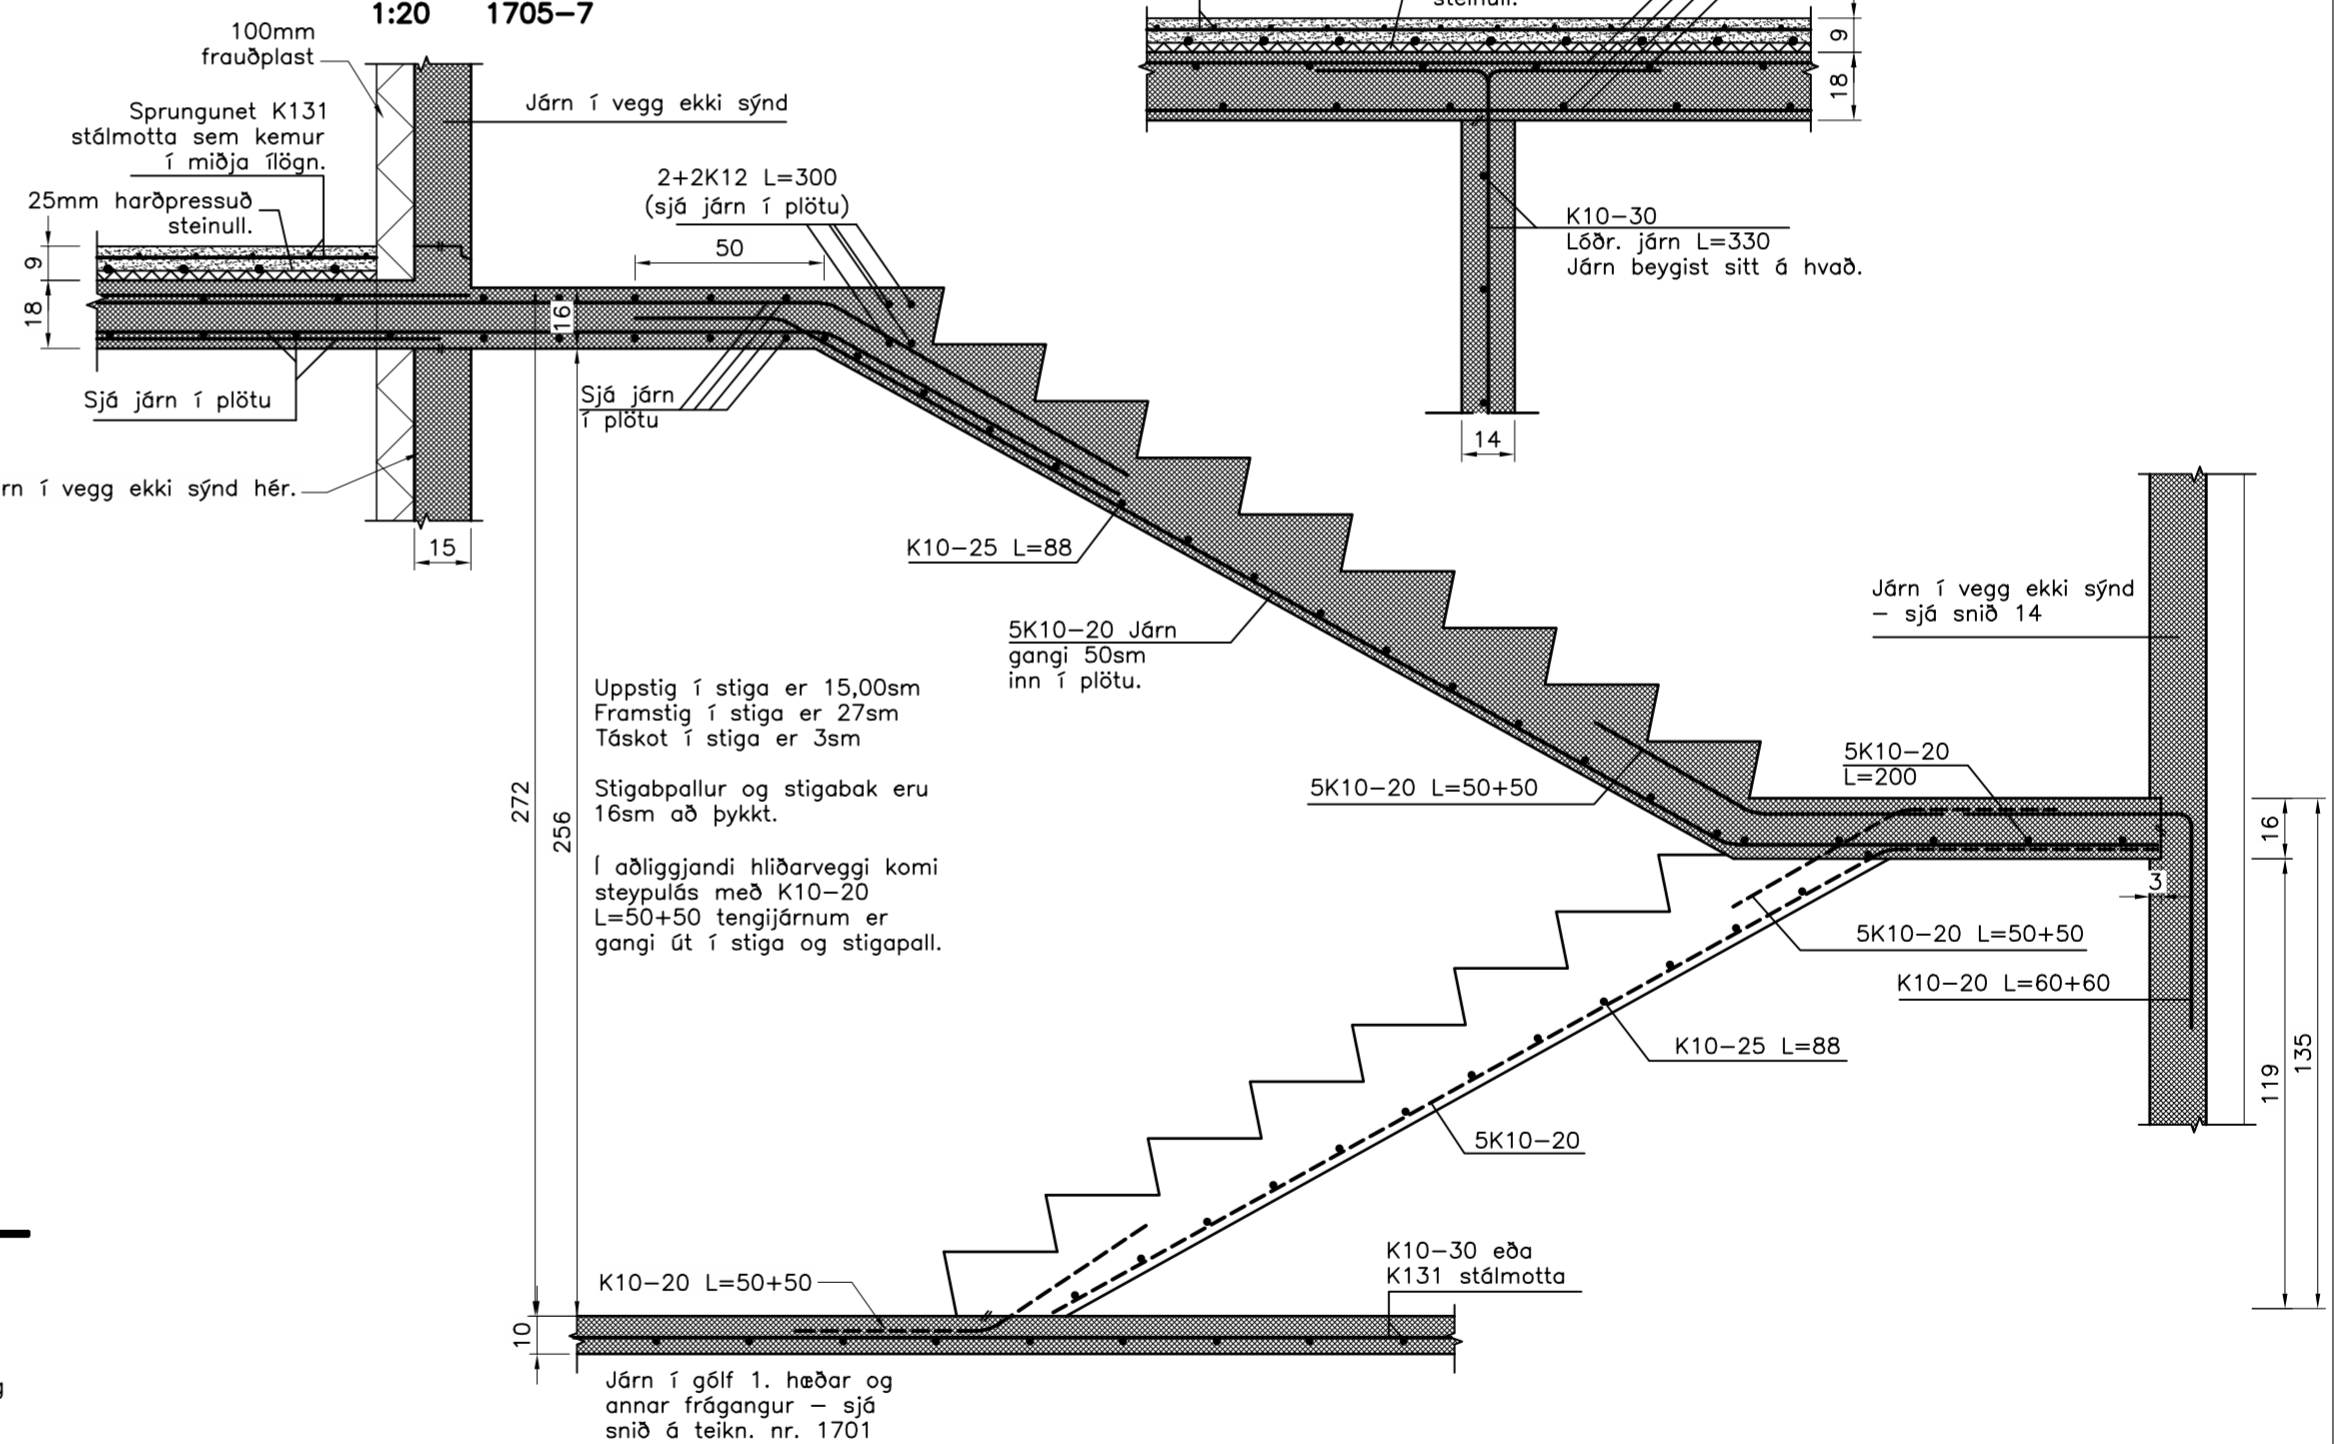 1:20 1705-7
100mm
frauðplast
Sprungunet K131
stálmotta sem kemur
í miðja ílögn.
25mm harðpressuð
steinull.
9
18
Sjá járn í plötu
rn í vegg ekki sýnd hér.
15
Járn í vegg ekki sýnd
2+2K12 L=300
(sjá járn í plötu)
50
16
Sjá járn
í plötu
K10-25 L=88
5K10-20 Járn
gangi 50sm
inn í plötu.
steinull.
9
18
K10-30
Lóðr. járn L=330
Járn beygist sitt á hvað.
14
Járn í vegg ekki sýnd
- sjá snið 14
272
256
Uppstig í stiga er 15,00sm
Framstig í stiga er 27sm
Táskot í stiga er 3sm
Stigabpallur og stigabak eru
16sm að þykkt.
Í aðliggjandi hliðarveggi komi
steypulás með K10-20
L=50+50 tengijárnum er
gangi út í stiga og stigapall.
5K10-20 L=50+50
5K10-20
L=200
16
3
5K10-20 L=50+50
K10-20 L=60+60
K10-25 L=88
119
135
5K10-20
K10-20 L=50+50
K10-30 eða
K131 stálmotta
10
Járn í gólf 1. hæðar og
annar frágangur - sjá
snið á teikn. nr. 1701